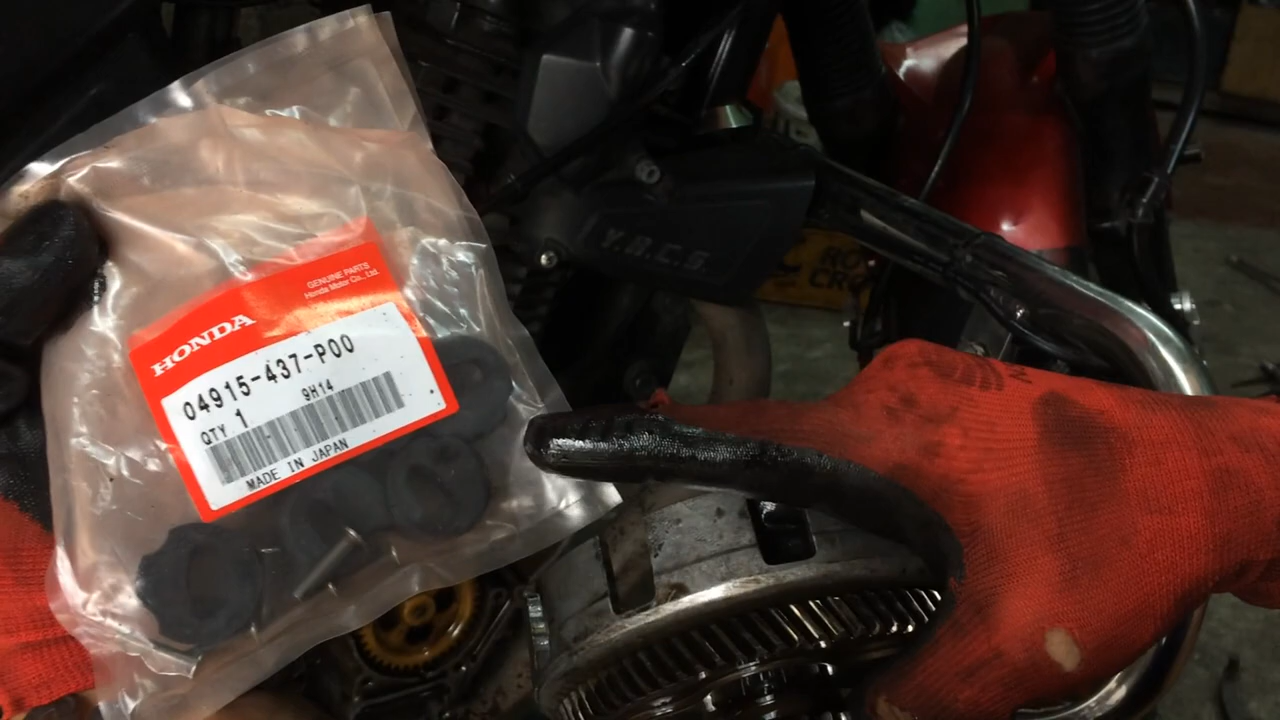 GENUINE PARTS
Honda Motor Co., Ltd.
HONDA
04915-437-P00
9H14
QTY 1
MADE IN JAPAN
Y.H.C.S